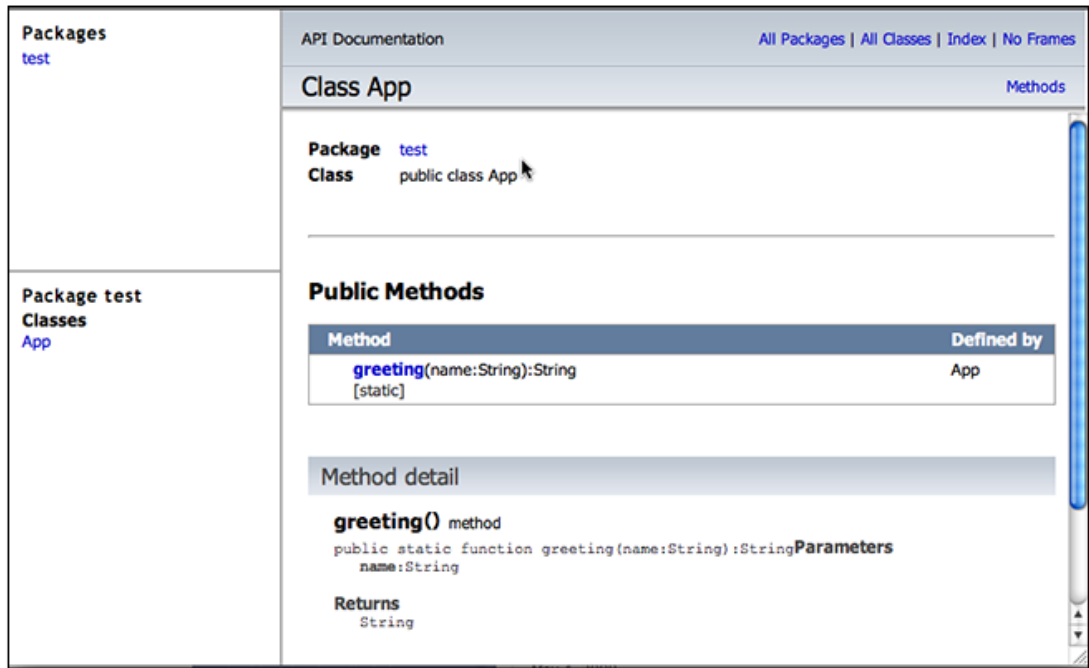 Packages
test
Package test
Classes
App
API Documentation
All Packages | All Classes | Index | No Frames
Class App
Methods
Package test
Class public class App
Public Methods
Method Defined by
greeting(name:String):String App
[static]
Method detail
greeting() method
public static function greeting(name:String):StringParameters
name:String
Returns
String